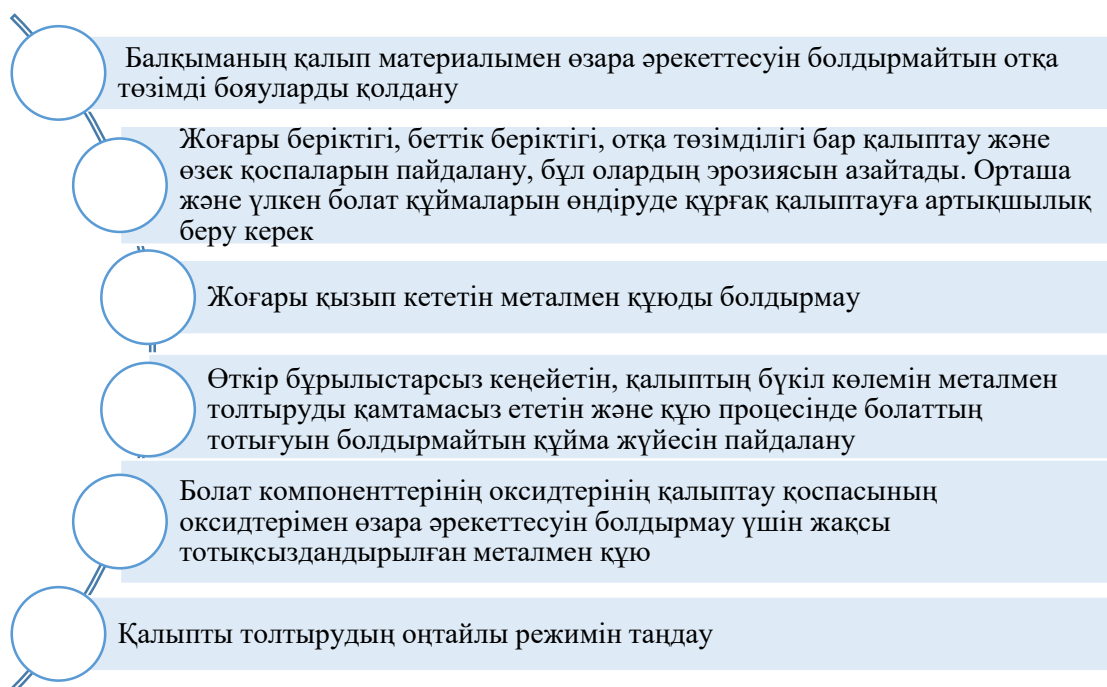 Балқыманың қалып материалымен өзара әрекеттесуін болдырмайтын отқа
төзімді бояуларды қолдану
Жоғары беріктігі, беттік беріктігі, отқа төзімділігі бар қалыптау және
өзек қоспаларын пайдалану, бұл олардың эрозиясын азайтады. Орташа
және үлкен болат құймаларын өндіруде құрғақ қалыптауға артықшылық
беру керек
Жоғары қызып кететін металмен құюды болдырмау
Өткір бұрылыстарсыз кеңейетін, қалыптың бүкіл көлемін металмен
толтыруды қамтамасыз ететін және құю процесінде болаттың
тотығуын болдырмайтын құйма жүйесін пайдалану
Болат компоненттерінің оксидтерінің қалыптау қоспасының
оксидтерімен өзара әрекеттесуін болдырмау үшін жақсы
тотықсыздандырылған металмен құю
Қалыпты толтырудың оңтайлы режимін таңдау